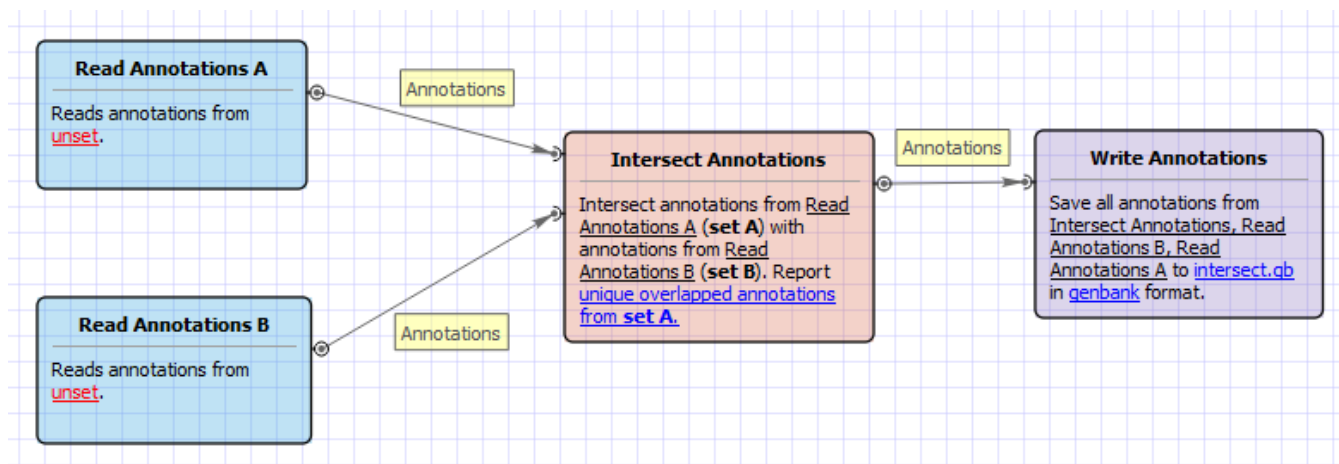 Read Annotations A
Reads annotations from
unset.
Annotations
Read Annotations B
Reads annotations from
unset.
Annotations
Intersect Annotations
Intersect annotations from Read
Annotations A (set A) with
annotations from Read
Annotations B (set B). Report
unique overlapped annotations
from set A.
Annotations
Write Annotations
Save all annotations from
Intersect Annotations, Read
Annotations B, Read
Annotations A to intersect.gb
in genbank format.